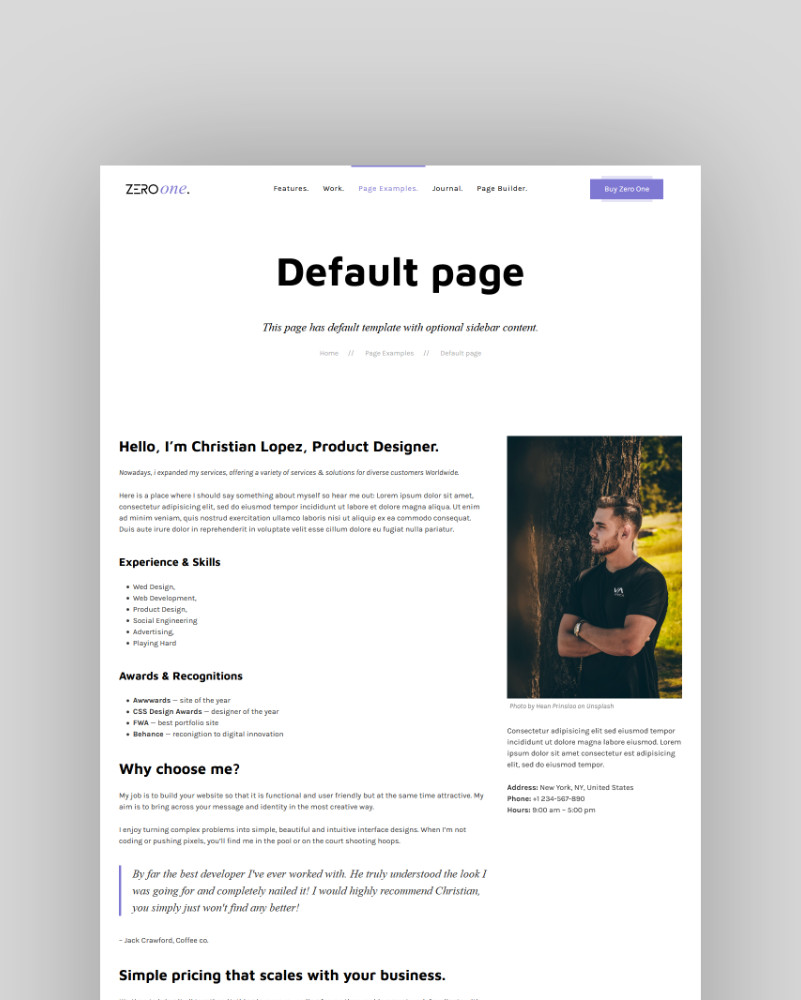 ZERO one.
Features. Work. Page Examples. Journal. Page Builder.
Buy Zero One
Default page
This page has default template with optional sidebar content.
Home // Page Examples // Default page
Hello, I'm Christian Lopez, Product Designer.
Nowadays, i expanded my services, offering a variety of services & solutions for diverse customers Worldwide.
Here is a place where I should say something about myself so hear me out: Lorem ipsum dolor sit amet,
consectetur adipisicing elit, sed do eiusmod tempor incididunt ut labore et dolore magna aliqua. Ut enim
ad minim veniam, quis nostrud exercitation ullamco laboris nisi ut aliquip ex ea commodo consequat.
Duis aute irure dolor in reprehenderit in voluptate velit esse cillum dolore eu fugiat nulla pariatur.
Experience & Skills
• Wed Design,
• Web Development,
• Product Design,
• Social Engineering
• Advertising,
• Playing Hard
Awards & Recognitions
• Awwwards – site of the year
• CSS Design Awards – designer of the year
• FWA – best portfolio site
• Behance – reconigtion to digital innovation
Why choose me?
My job is to build your website so that it is functional and user friendly but at the same time attractive. My
aim is to bring across your message and identity in the most creative way.
I enjoy turning complex problems into simple, beautiful and intuitive interface designs. When I'm not
coding or pushing pixels, you'll find me in the pool or on the court shooting hoops.
By far the best developer I've ever worked with. He truly understood the look I
was going for and completely nailed it! I would highly recommend Christian,
you simply just won't find any better!
– Jack Crawford, Coffee co.
Simple pricing that scales with your business.
Photo by Hean Prinsloo on Unsplash
Consectetur adipisicing elit sed eiusmod tempor
incididunt ut dolore magna labore eiusmod. Lorem
ipsum dolor sit amet, consectetur est adipisicing
elit, sed do eiusmod tempor.
Address: New York, NY, United States
Phone: +1 234-567-890
Hours: 9:00 am – 5:00 pm